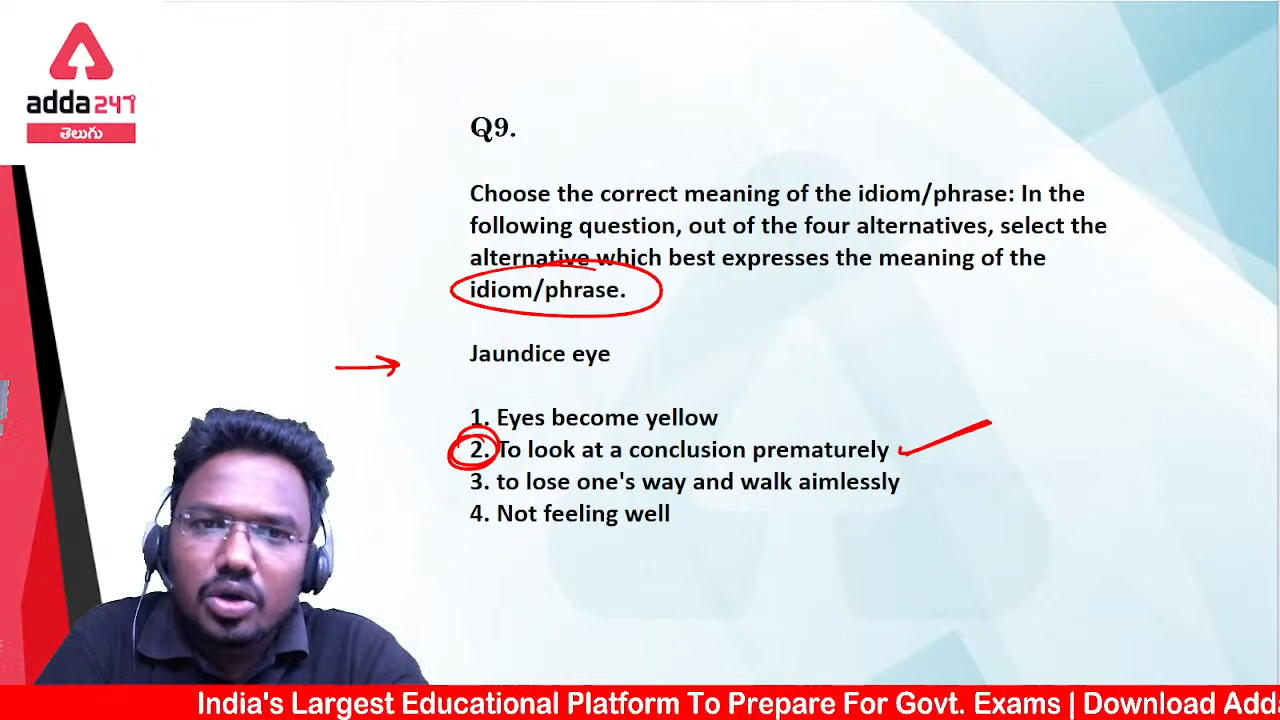 adda247
తెలుగు
Q9.
Choose the correct meaning of the idiom/phrase: In the
following question, out of the four alternatives, select the
alternative which best expresses the meaning of the
idiom/phrase.
Jaundice eye
1. Eyes become yellow
2. To look at a conclusion prematurely
3. to lose one's way and walk aimlessly
4. Not feeling well
India's Largest Educational Platform To Prepare For Govt. Exams | Download Adda